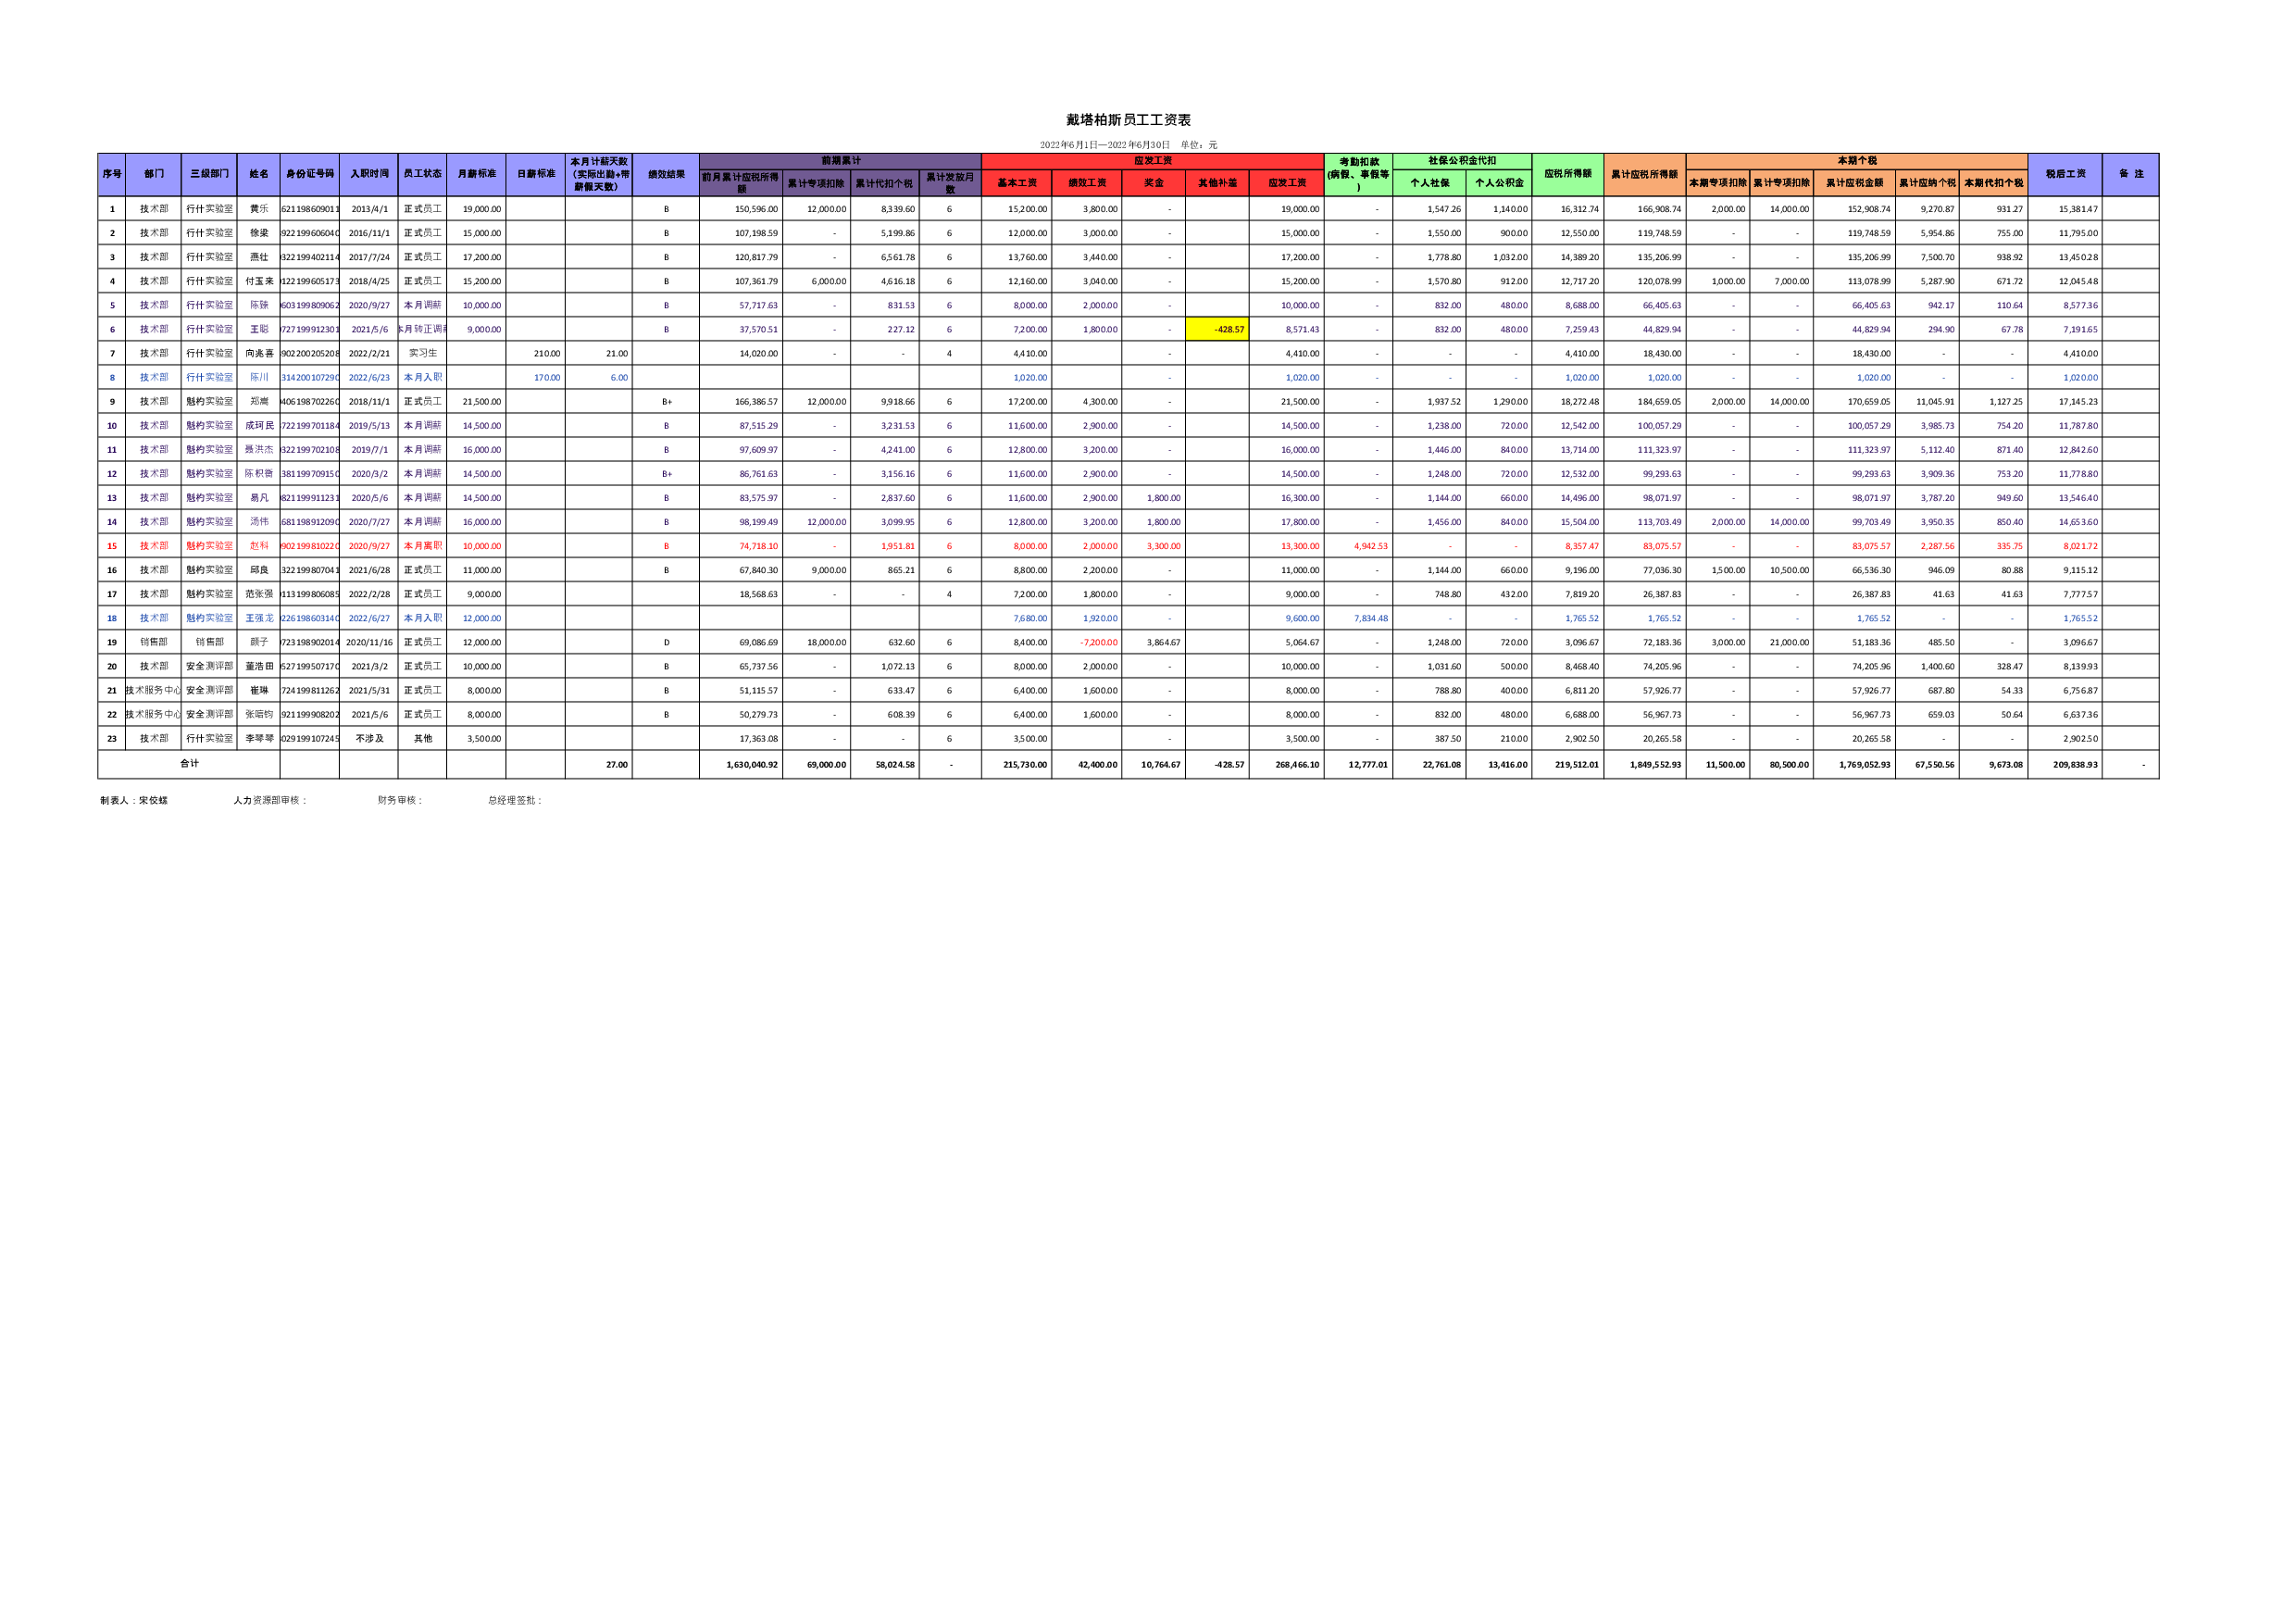 戴塔柏斯员工工资表
2022年6月1日—2022年6月30日 单位：元
序号 部门 三级部门 姓名 身份证号码 入职时间 员工状态 月薪标准 日薪标准 本月计薪天数（实际出勤+带薪假天数） 绩效结果 前期累计 应发工资 考勤扣款(病假、事假等) 社保公积金代扣 应税所得额 累计应税所得额 本期个税 税后工资 备 注
前月累计应税所得额 累计专项扣除 累计代扣个税 累计发放月数 基本工资 绩效工资 奖金 其他补差 应发工资 个人社保 个人公积金 本期专项扣除 累计专项扣除 累计应税金额 累计应纳个税 本期代扣个税
1 技术部 行什实验室 黄乐 621198609011 2013/4/1 正式员工 19,000.00 B 150,596.00 12,000.00 8,339.60 6 15,200.00 3,800.00 - 19,000.00 - 1,547.26 1,140.00 16,312.74 166,908.74 2,000.00 14,000.00 152,908.74 9,270.87 931.27 15,381.47
2 技术部 行什实验室 徐梁 922199606040 2016/11/1 正式员工 15,000.00 B 107,198.59 - 5,199.86 6 12,000.00 3,000.00 - 15,000.00 - 1,550.00 900.00 12,550.00 119,748.59 - - 119,748.59 5,954.86 755.00 11,795.00
3 技术部 行什实验室 燕壮 322199402114 2017/7/24 正式员工 17,200.00 B 120,817.79 - 6,561.78 6 13,760.00 3,440.00 - 17,200.00 - 1,778.80 1,032.00 14,389.20 135,206.99 - - 135,206.99 7,500.70 938.92 13,450.28
4 技术部 行什实验室 付玉来 122199605173 2018/4/25 正式员工 15,200.00 B 107,361.79 6,000.00 4,616.18 6 12,160.00 3,040.00 - 15,200.00 - 1,570.80 912.00 12,717.20 120,078.99 1,000.00 7,000.00 113,078.99 5,287.90 671.72 12,045.48
5 技术部 行什实验室 603199809062 2020/9/27 本月调薪 10,000.00 B 57,717.63 - 831.53 6 8,000.00 2,000.00 - 10,000.00 - 832.00 480.00 8,688.00 66,405.63 - - 66,405.63 942.17 110.64 8,577.36
6 技术部 行什实验室 王聪 727199912301 2021/5/6 本月转正调薪 9,000.00 B 37,570.51 - 227.12 6 7,200.00 1,800.00 - -428.57 8,571.43 - 832.00 480.00 7,259.43 44,829.94 - - 44,829.94 294.90 67.78 7,191.65
7 技术部 行什实验室 向兆喜 902200205208 2022/2/21 实习生 210.00 21.00 14,020.00 - - 4 4,410.00 - 4,410.00 - - - 4,410.00 18,430.00 - - 18,430.00 - - 4,410.00
8 技术部 行什实验室 陈川 314200107290 2022/6/23 本月入职 170.00 6.00 1,020.00 - 1,020.00 - - - 1,020.00 1,020.00 - - 1,020.00 - - 1,020.00
9 技术部 魁杓实验室 郑嵩 406198702260 2018/11/1 正式员工 21,500.00 B+ 166,386.57 12,000.00 9,918.66 6 17,200.00 4,300.00 - 21,500.00 - 1,937.52 1,290.00 18,272.48 184,659.05 2,000.00 14,000.00 170,659.05 11,045.91 1,127.25 17,145.23
10 技术部 魁杓实验室 成珂民 722199701184 2019/5/13 本月调薪 14,500.00 B 87,515.29 - 3,231.53 6 11,600.00 2,900.00 - 14,500.00 - 1,238.00 720.00 12,542.00 100,057.29 - - 100,057.29 3,985.73 754.20 11,787.80
11 技术部 魁杓实验室 聂洪杰 322199702108 2019/7/1 本月调薪 16,000.00 B 97,609.97 - 4,241.00 6 12,800.00 3,200.00 - 16,000.00 - 1,446.00 840.00 13,714.00 111,323.97 - - 111,323.97 5,112.40 871.40 12,842.60
12 技术部 魁杓实验室 381199709150 2020/3/2 本月调薪 14,500.00 B+ 86,761.63 - 3,156.16 6 11,600.00 2,900.00 - 14,500.00 - 1,248.00 720.00 12,532.00 99,293.63 - - 99,293.63 3,909.36 753.20 11,778.80
13 技术部 魁杓实验室 易凡 821199911231 2020/5/6 本月调薪 14,500.00 B 83,575.97 - 2,837.60 6 11,600.00 2,900.00 1,800.00 16,300.00 - 1,144.00 660.00 14,496.00 98,071.97 - - 98,071.97 3,787.20 949.60 13,546.40
14 技术部 魁杓实验室 汤伟 681198912090 2020/7/27 本月调薪 16,000.00 B 98,199.49 12,000.00 3,099.95 6 12,800.00 3,200.00 1,800.00 17,800.00 - 1,456.00 840.00 15,504.00 113,703.49 2,000.00 14,000.00 99,703.49 3,950.35 850.40 14,653.60
15 技术部 魁杓实验室 赵科 902199810220 2020/9/27 本月离职 10,000.00 B 74,718.10 - 1,951.81 6 8,000.00 2,000.00 3,300.00 13,300.00 4,942.53 - - 8,357.47 83,075.57 - - 83,075.57 2,287.56 335.75 8,021.72
16 技术部 魁杓实验室 邱良 322199807041 2021/6/28 正式员工 11,000.00 B 67,840.30 9,000.00 865.21 6 8,800.00 2,200.00 - 11,000.00 - 1,144.00 660.00 9,196.00 77,036.30 1,500.00 10,500.00 66,536.30 946.09 80.88 9,115.12
17 技术部 魁杓实验室 范张强 113199806085 2022/2/28 正式员工 9,000.00 18,568.63 - - 4 7,200.00 1,800.00 - 9,000.00 - 748.80 432.00 7,819.20 26,387.83 - - 26,387.83 41.63 41.63 7,777.57
18 技术部 魁杓实验室 王强龙 226198603140 2022/6/27 本月入职 12,000.00 7,680.00 1,920.00 - 9,600.00 7,834.48 - - 1,765.52 1,765.52 - - 1,765.52 - - 1,765.52
19 销售部 销售部 颜子 723198902014 2020/11/16 正式员工 12,000.00 D 69,086.69 18,000.00 632.60 6 8,400.00 -7,200.00 3,864.67 5,064.67 - 1,248.00 720.00 3,096.67 72,183.36 3,000.00 21,000.00 51,183.36 485.50 - 3,096.67
20 技术部 安全测评部 董浩田 527199507170 2021/3/2 正式员工 10,000.00 B 65,737.56 - 1,072.13 6 8,000.00 2,000.00 - 10,000.00 - 1,031.60 500.00 8,468.40 74,205.96 - - 74,205.96 1,400.60 328.47 8,139.93
21 技术服务中心 安全测评部 崔琳 724199811262 2021/5/31 正式员工 8,000.00 B 51,115.57 - 633.47 6 6,400.00 1,600.00 - 8,000.00 - 788.80 400.00 6,811.20 57,926.77 - - 57,926.77 687.80 54.33 6,756.87
22 技术服务中心 安全测评部 921199908202 2021/5/6 正式员工 8,000.00 B 50,279.73 - 608.39 6 6,400.00 1,600.00 - 8,000.00 - 832.00 480.00 6,688.00 56,967.73 - - 56,967.73 659.03 50.64 6,637.36
23 技术部 行什实验室 李琴琴 029199107245 不涉及 其他 3,500.00 17,363.08 - - 6 3,500.00 - 3,500.00 - 387.50 210.00 2,902.50 20,265.58 - - 20,265.58 - - 2,902.50
合计 27.00 1,630,040.92 69,000.00 58,024.58 - 215,730.00 42,400.00 10,764.67 -428.57 268,466.10 12,777.01 22,761.08 13,416.00 219,512.01 1,849,552.93 11,500.00 80,500.00 1,769,052.93 67,550.56 9,673.08 209,838.93 -
制表人：宋佼蝶 人力资源部审核： 财务审核： 总经理签批：